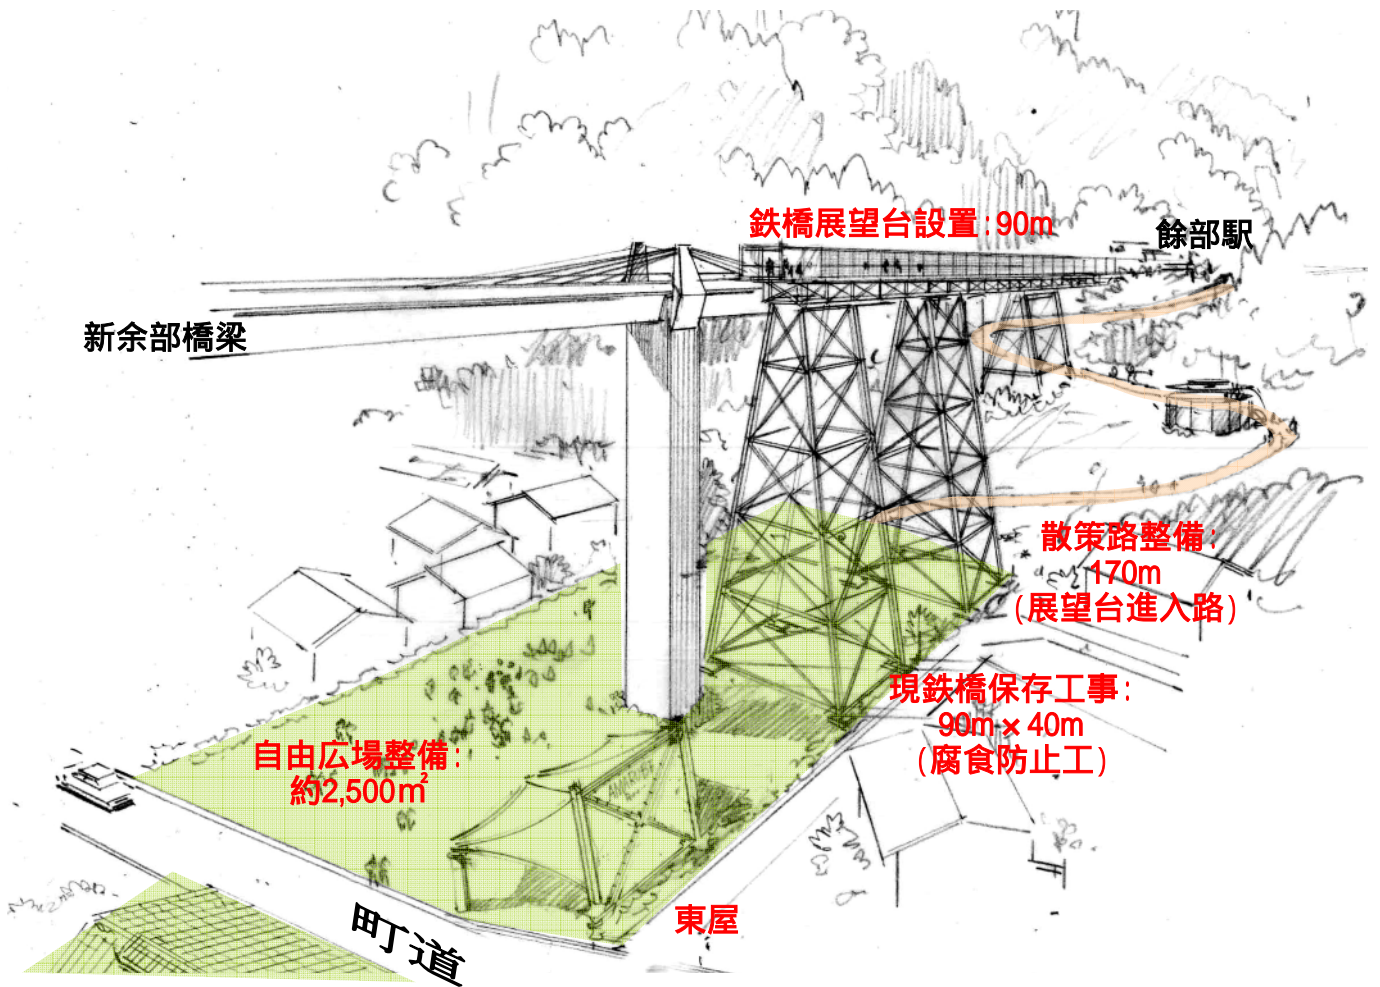 鉄橋展望台設置：90m
餘部駅
新余部橋梁
散策路整備：
170m
（展望台進入路）
現鉄橋保存工事：
90m×40m
（腐食防止工）
自由広場整備：
約2,500㎡
東屋
町道